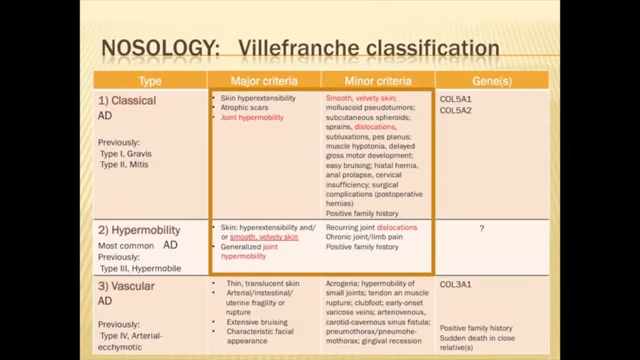 NOSOLOGY: Villefranche classification
Type
Major criteria
Minor criteria
Gene(s)
1) Classical
AD
Previously:
Type I, Gravis
Type II, Mitis
• Skin hyperextensibility
• Atrophic scars
• Joint hypermobility
Smooth, velvety skin;
molluscoid pseudotumors;
subcutaneous spheroids;
sprains, dislocations,
subluxations, pes planus;
muscle hypotonia, delayed
gross motor development;
easy bruising; hiatal hernia,
anal prolapse, cervical
insufficiency; surgical
complications (postoperative
hernias)
Positive family history
COL5A1
COL5A2
2) Hypermobility
Most common AD
Previously:
Type III, Hypermobile
• Skin: hyperextensibility and/
or smooth, velvety skin
• Generalized joint
hypermobility
Recurring joint dislocations
Chronic joint/limb pain
Positive family history
?
3) Vascular
AD
Previously:
Type IV, Arterial-
ecchymotic
• Thin, translucent skin
• Arterial/instestinal/
uterine fragility or
rupture
• Extensive bruising
• Characteristic facial
appearance
Acrogeria; hypermobility of
small joints; tendon an muscle
rupture; clubfoot; early-onset
varicose veins; arteriovenous,
carotid-cavernous sinus fistula;
pneumothorax/pneumohe-
mothorax; gingival recession
COL3A1
Positive family history
Sudden death in close
relative(s)